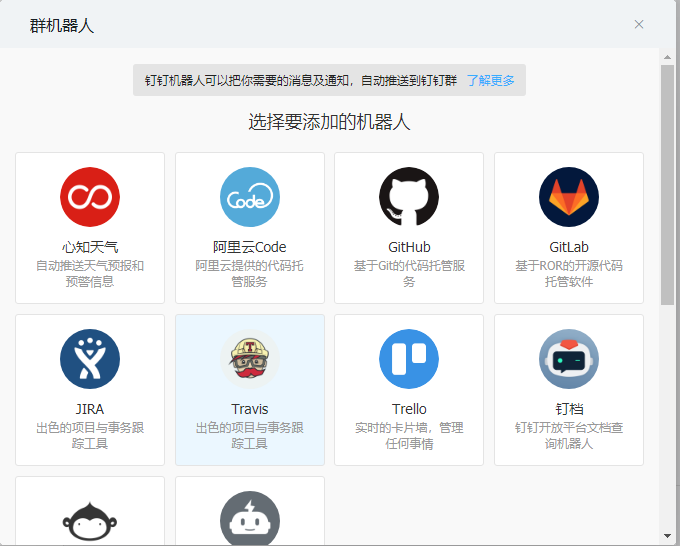 群机器人
钉钉机器人可以把你需要的消息及通知，自动推送到钉钉群 了解更多
选择要添加的机器人
Code
心知天气
自动推送天气预报和
预警信息
阿里云Code
阿里云提供的代码托
管服务
GitHub
基于Git的代码托管服
务
GitLab
基于ROR的开源代码
托管软件
T
JIRA
出色的项目与事务跟
踪工具
Travis
出色的项目与事务跟
踪工具
Trello
实时的卡片墙，管理
任何事情
钉档
钉钉开放平台文档查
询机器人